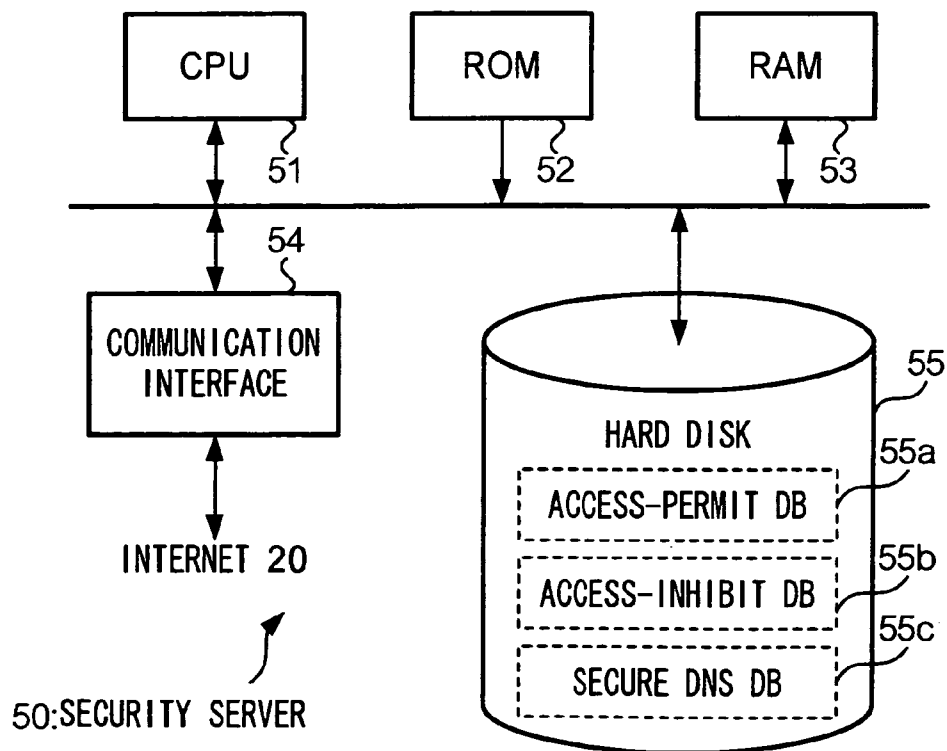 CPU
ROM
RAM
51
52
53
54
COMMUNICATION
INTERFACE
55
HARD DISK
55a
ACCESS-PERMIT DB
INTERNET 20
55b
ACCESS-INHIBIT DB
55c
SECURE DNS DB
50:SECURITY SERVER